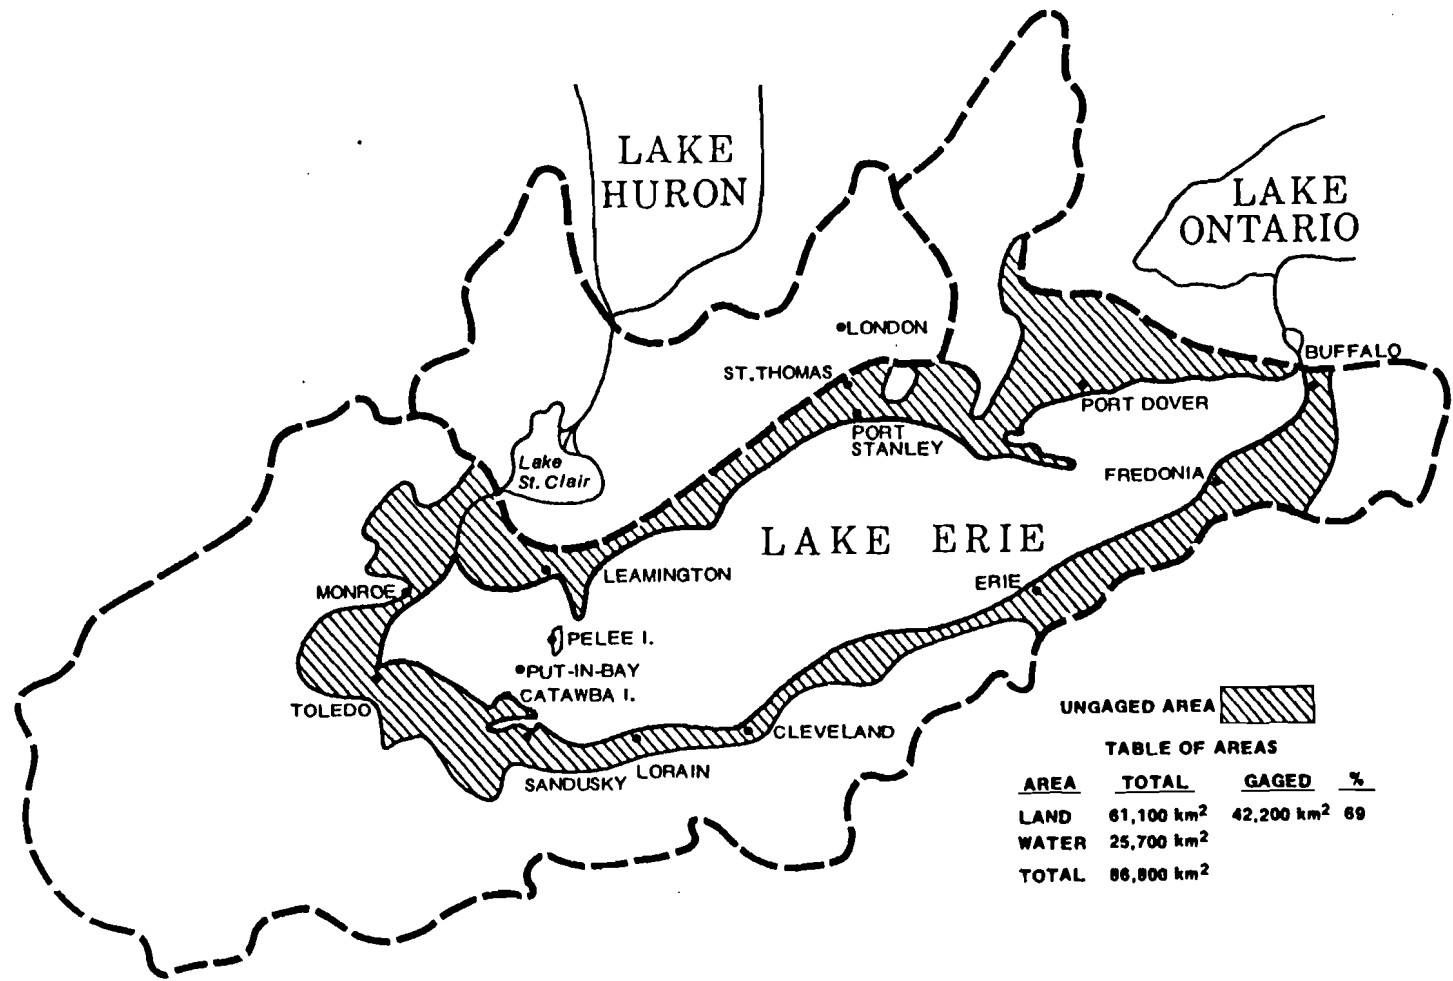 LAKE
HURON
LAKE
ONTARIO
LONDON
BUFFALO
ST. THOMAS
PORT DOVER
PORT
STANLEY
Lake
St. Clair
FREDONIA
LAKE ERIE
LEAMINGTON
ERIE
MONROE
PELEE I.
PUT-IN-BAY
CATAWBA I.
TOLEDO
CLEVELAND
SANDUSKY
LORAIN
UNGAGED AREA
TABLE OF AREAS
AREA TOTAL GAGED %
LAND 61,100 km² 42,200 km² 69
WATER 25,700 km²
TOTAL 86,800 km²